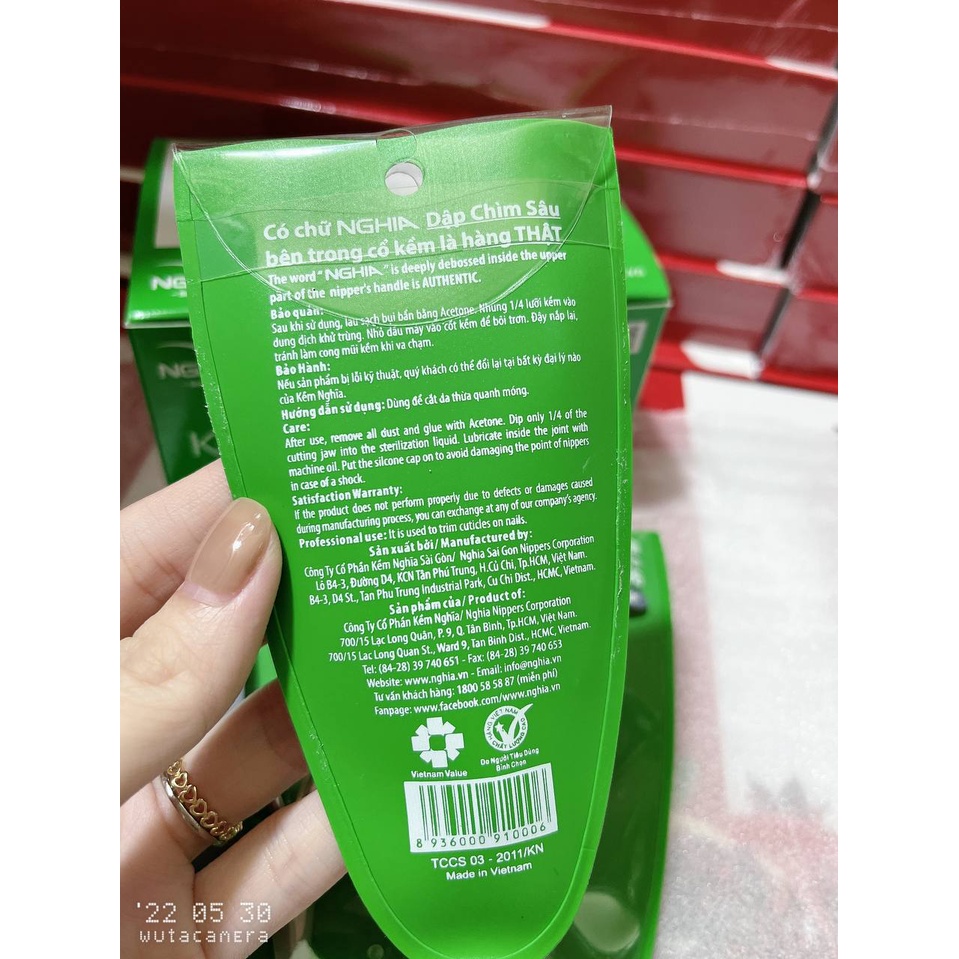 Có chữ NGHIA Dập Chìm Sâu
bên trong cổ kềm là hàng THẬT
The word "NGHIA" is deeply debossed inside the upper
part of the nipper's handle is AUTHENTIC.
Bảo quản:
Sau khi sử dụng, lau sạch bụi bẩn bằng Acetone. Nhúng 1/4 lưỡi kềm vào
dung dịch khử trùng. Nhỏ dầu máy vào cốt kềm để bôi trơn. Đậy nắp lại,
tránh làm cong mũi kềm khi va chạm.
Bảo Hành:
Nếu sản phẩm bị lỗi kỹ thuật, quý khách có thể đổi lại tại bất kỳ đại lý nào
của Kềm Nghĩa.
Hướng dẫn sử dụng: Dùng để cắt da thừa quanh móng.
Care:
After use, remove all dust and glue with Acetone. Dip only 1/4 of the
cutting jaw into the sterilization liquid. Lubricate inside the joint with
machine oil. Put the silcone cap on to avoid damaging the point of nippers
in case of a shock.
Satisfaction Warranty:
If the product does not perform properly due to defects or damages caused
during manufacturing process, you can exchange at any of our company's agency.
Professional use: It is used to trim cuticles on nails.
Sản xuất bởi/ Manufactured by:
Công Ty Cổ Phần Kềm Nghĩa Sài Gòn/ Nghia Sai Gon Nippers Corporation
Lô B4-3, Đường D4, KCN Tân Phú Trung, H.Củ Chi, Tp.HCM, Việt Nam.
B4-3, D4 St., Tan Phu Trung Industrial Park, Cu Chi Dist., HCMC, Vietnam.
Sản phẩm của/ Product of:
Công Ty Cổ Phần Kềm Nghĩa/ Nghia Nippers Corporation
700/15 Lạc Long Quân, P. 9, Q. Tân Bình, Tp.HCM, Việt Nam.
700/15 Lac Long Quan St., Ward 9, Tan Binh Dist., HCMC, Vietnam.
Tel: (84-28) 39 740 651 - Fax: (84-28) 39 740 653
Website: www.nghia.vn - Email: info@nghia.vn
Tư vấn khách hàng: 1800 58 58 87 (miễn phí)
Fanpage: www.facebook.com/www.nghia.vn
HÀNG VIỆT NAM
CHẤT LƯỢNG CAO
Vietnam Value
Do Người Tiêu Dùng
Bình Chọn
8 936000 910006
TCCS 03 - 2011/KN
Made in Vietnam
'22 05 30
wutacamera